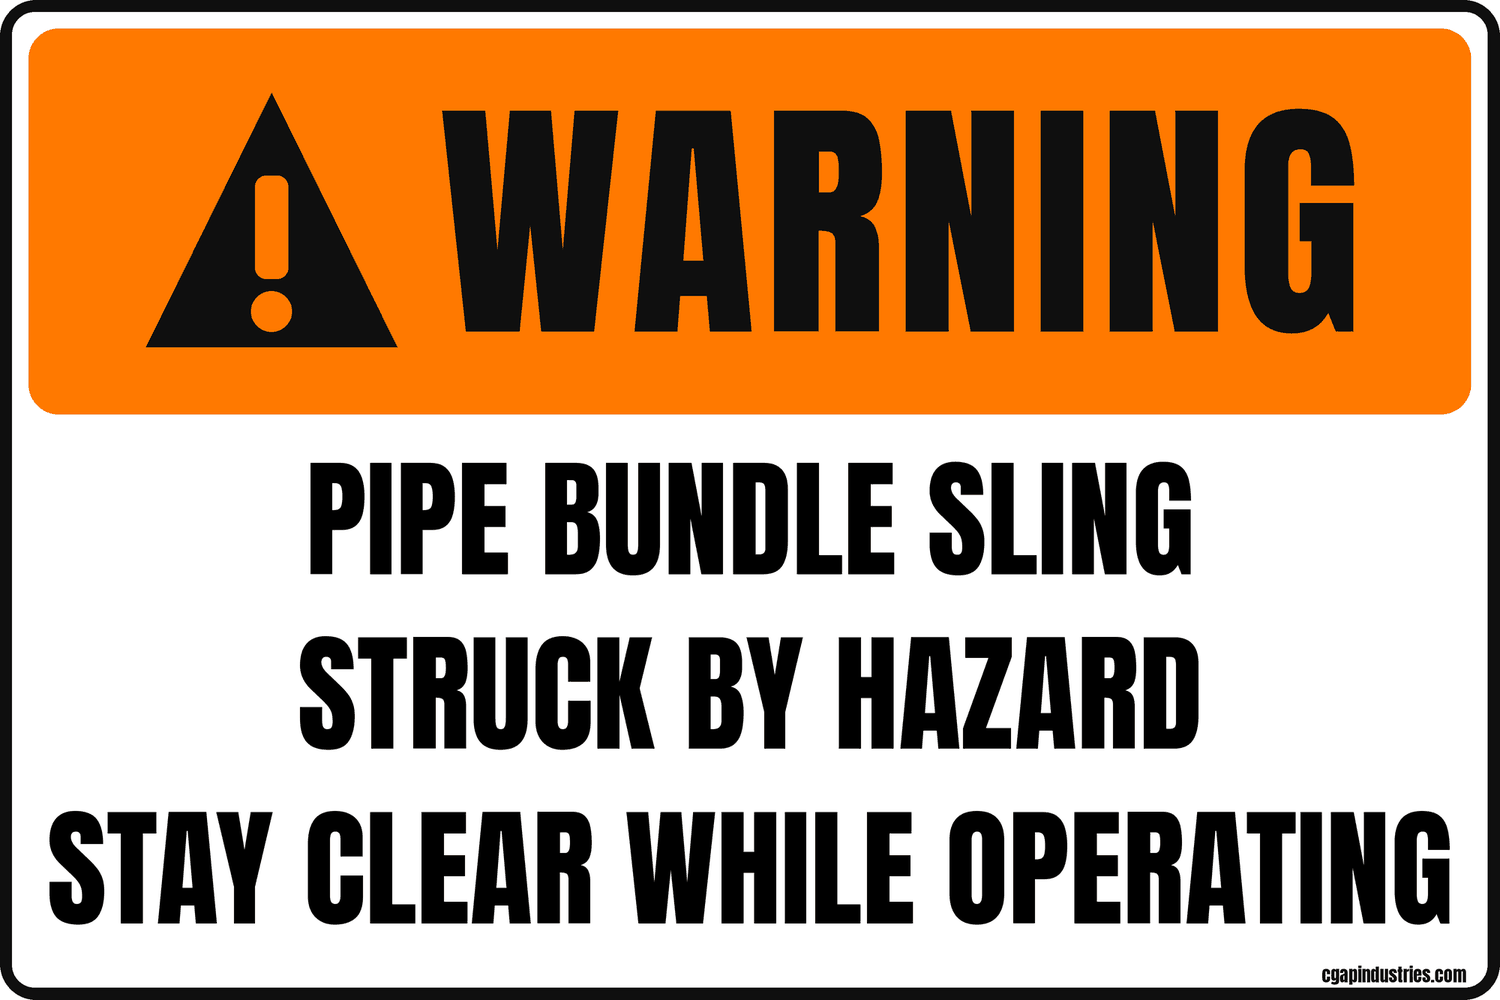 WARNING
PIPE BUNDLE SLING
STRUCK BY HAZARD
STAY CLEAR WHILE OPERATING
cgapindustries.com